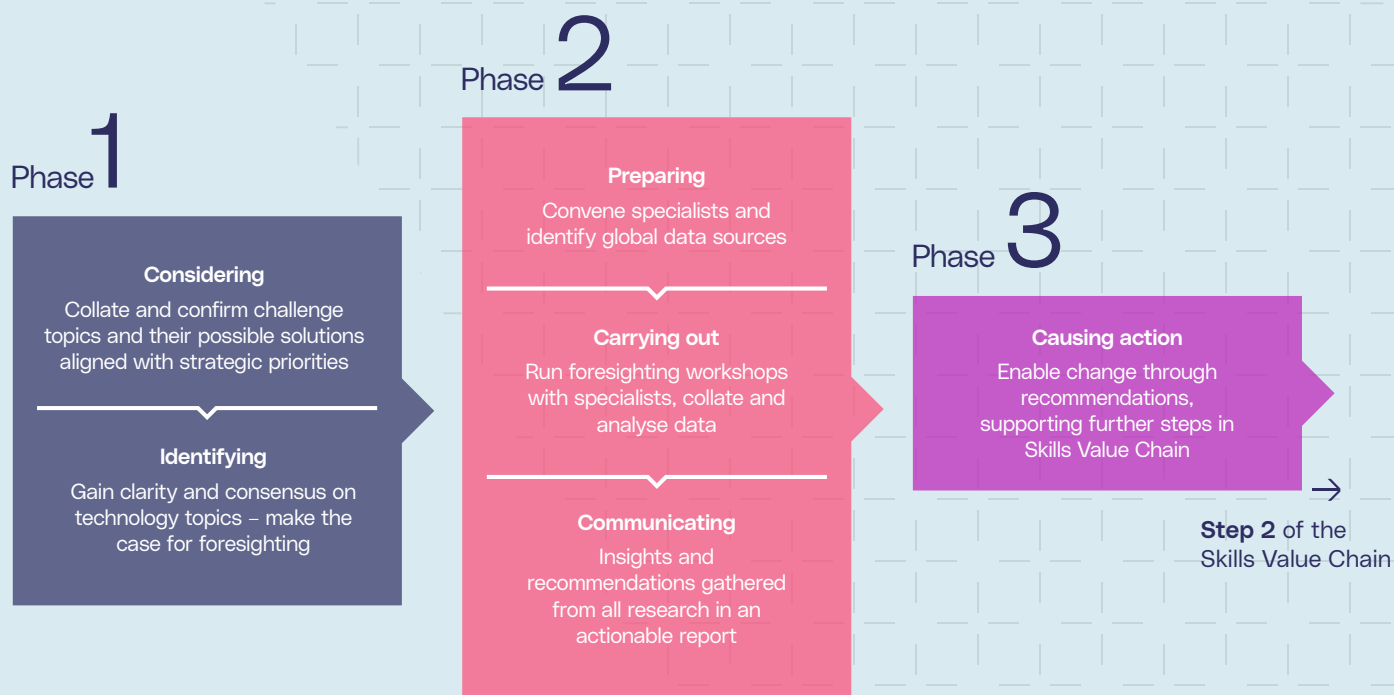 Phase 1
Considering
Collate and confirm challenge
topics and their possible solutions
aligned with strategic priorities
Identifying
Gain clarity and consensus on
technology topics – make the
case for foresighting
Phase 2
Preparing
Convene specialists and
identify global data sources
Carrying out
Run foresighting workshops
with specialists, collate and
analyse data
Communicating
Insights and
recommendations gathered
from all research in an
actionable report
Phase 3
Causing action
Enable change through
recommendations,
supporting further steps in
Skills Value Chain
Step 2 of the
Skills Value Chain